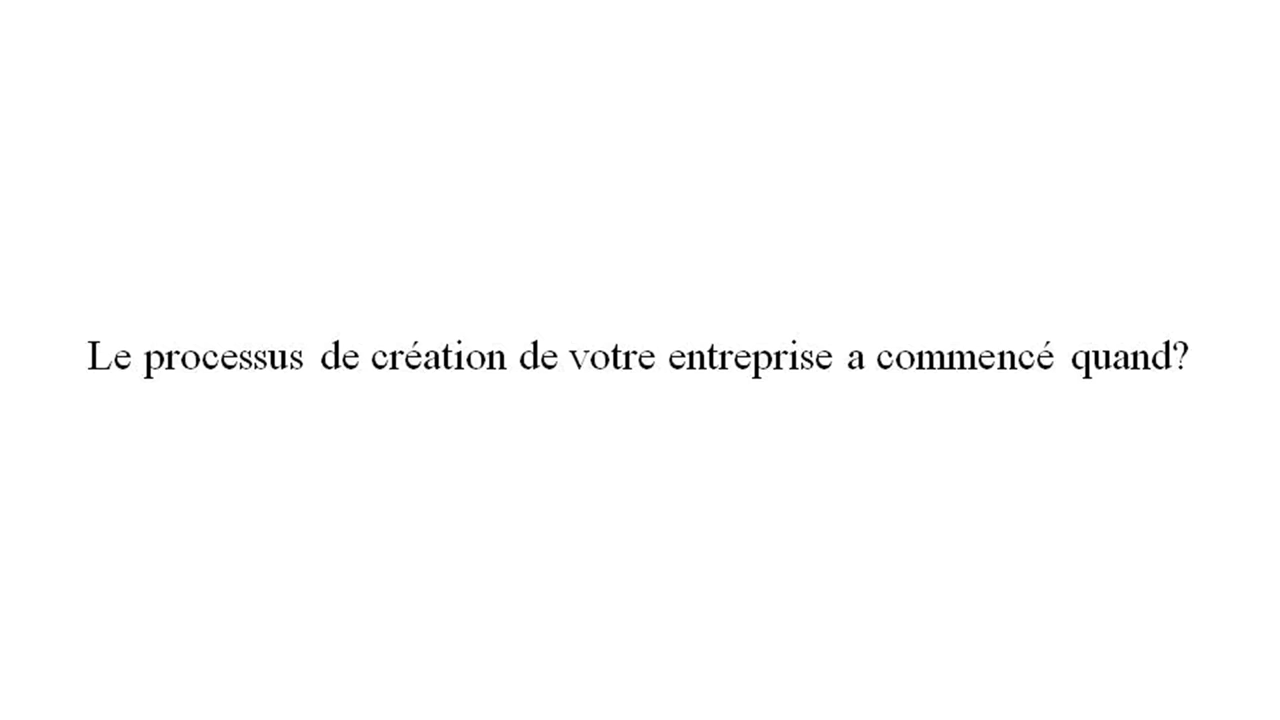 Le processus de création de votre entreprise a commencé quand?